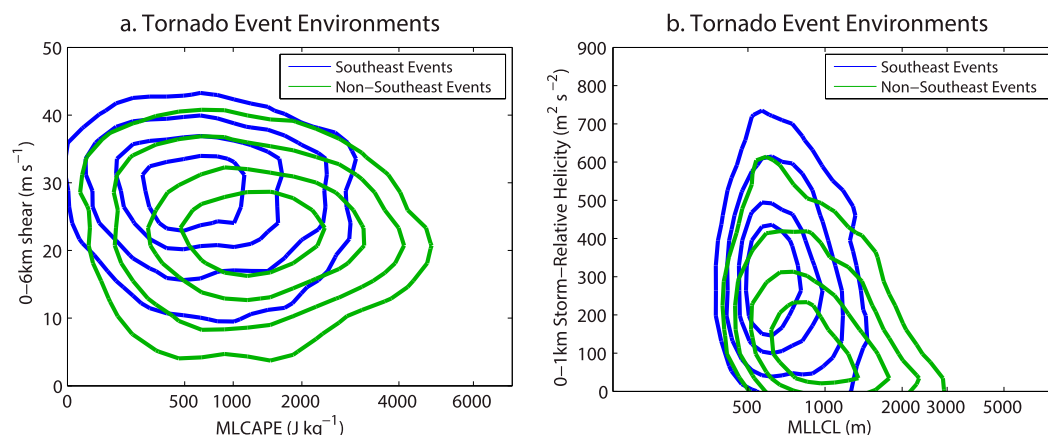 a. Tornado Event Environments
50
40
30
20
10
0
0−6km shear (m s⁻¹)
Southeast Events
Non−Southeast Events
0 500 1000 2000 4000 6000
MLCAPE (J kg⁻¹)
b. Tornado Event Environments
900
800
700
600
500
400
300
200
100
0
0−1km Storm−Relative Helicity (m² s⁻²)
Southeast Events
Non−Southeast Events
500 1000 2000 3000 5000
MLLCL (m)